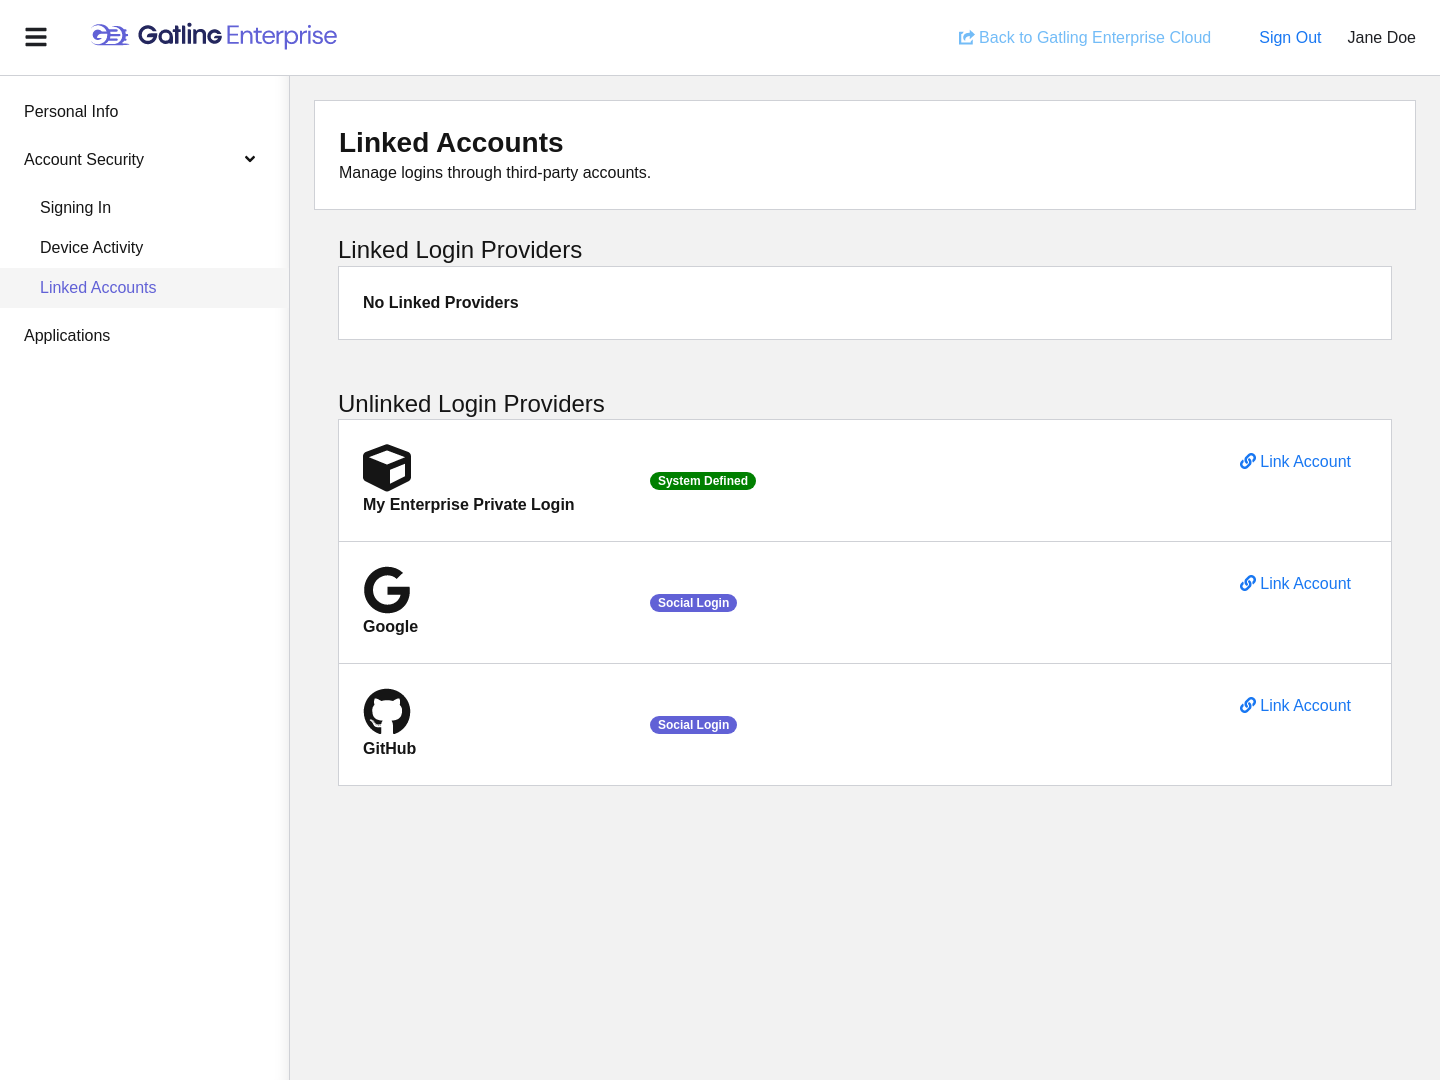 Gatling Enterprise
Back to Gatling Enterprise Cloud
Sign Out
Jane Doe
Personal Info
Account Security
Signing In
Device Activity
Linked Accounts
Applications
Linked Accounts
Manage logins through third-party accounts.
Linked Login Providers
No Linked Providers
Unlinked Login Providers
My Enterprise Private Login
System Defined
Link Account
Google
Social Login
Link Account
GitHub
Social Login
Link Account